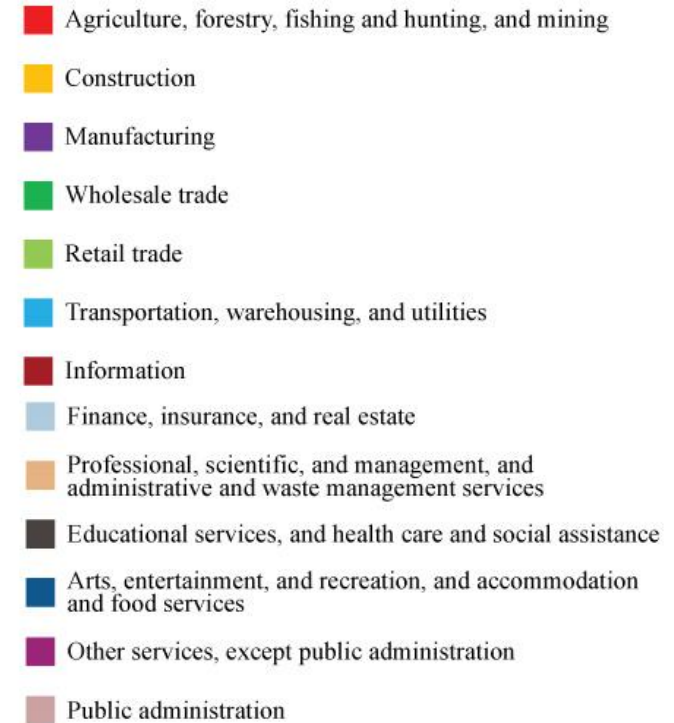 Agriculture, forestry, fishing and hunting, and mining
Construction
Manufacturing
Wholesale trade
Retail trade
Transportation, warehousing, and utilities
Information
Finance, insurance, and real estate
Professional, scientific, and management, and
administrative and waste management services
Educational services, and health care and social assistance
Arts, entertainment, and recreation, and accommodation
and food services
Other services, except public administration
Public administration